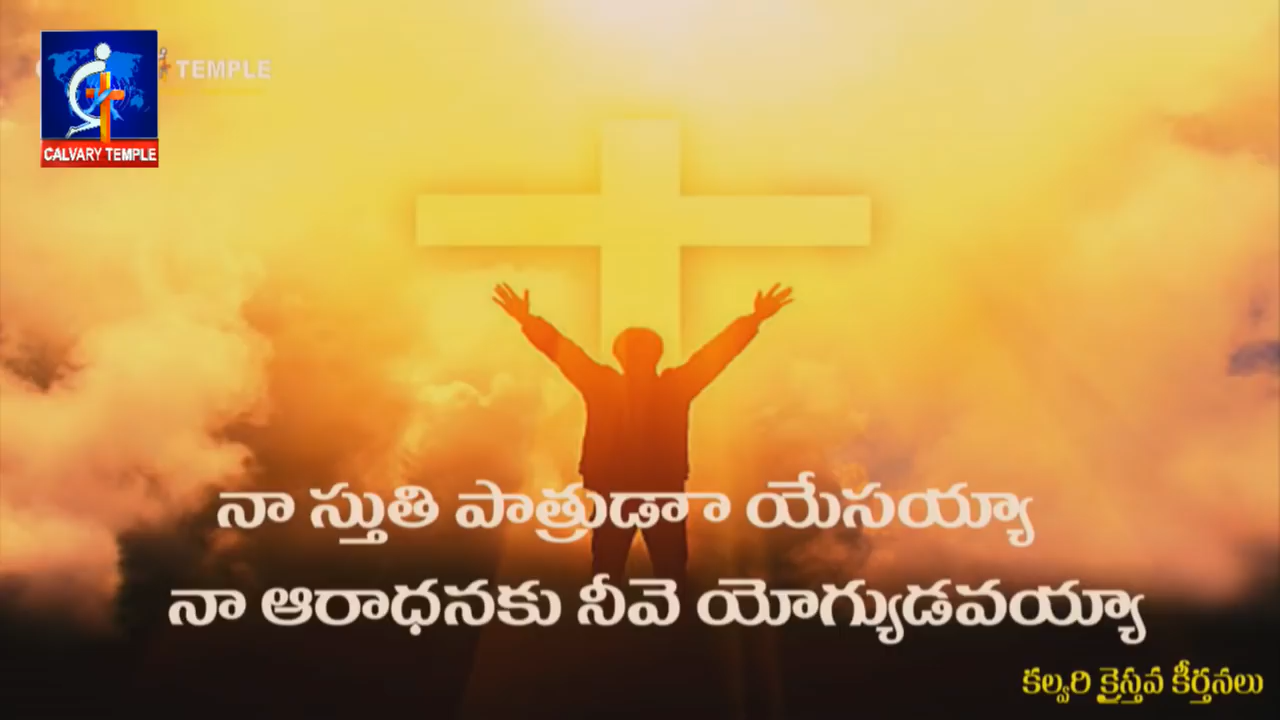 TEMPLE
CALVARY TEMPLE
నా స్తుతి పాత్రుడాా యేసయ్యా
నా ఆరాధనకు నీవె యోగ్యుడవయ్యా
కల్వరి క్రైస్తవ కీర్తనలు